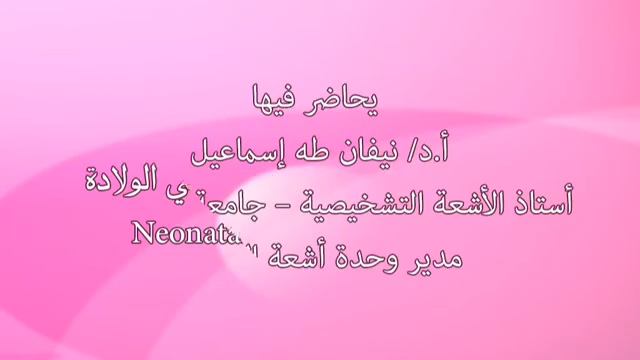 يحاضر فيها
أ.د/ نيفان طه إسماعيل
ي الولادة
أستاذ الأشعة التشخيصية – جامعة
Neonata
مدير وحدة أشعة